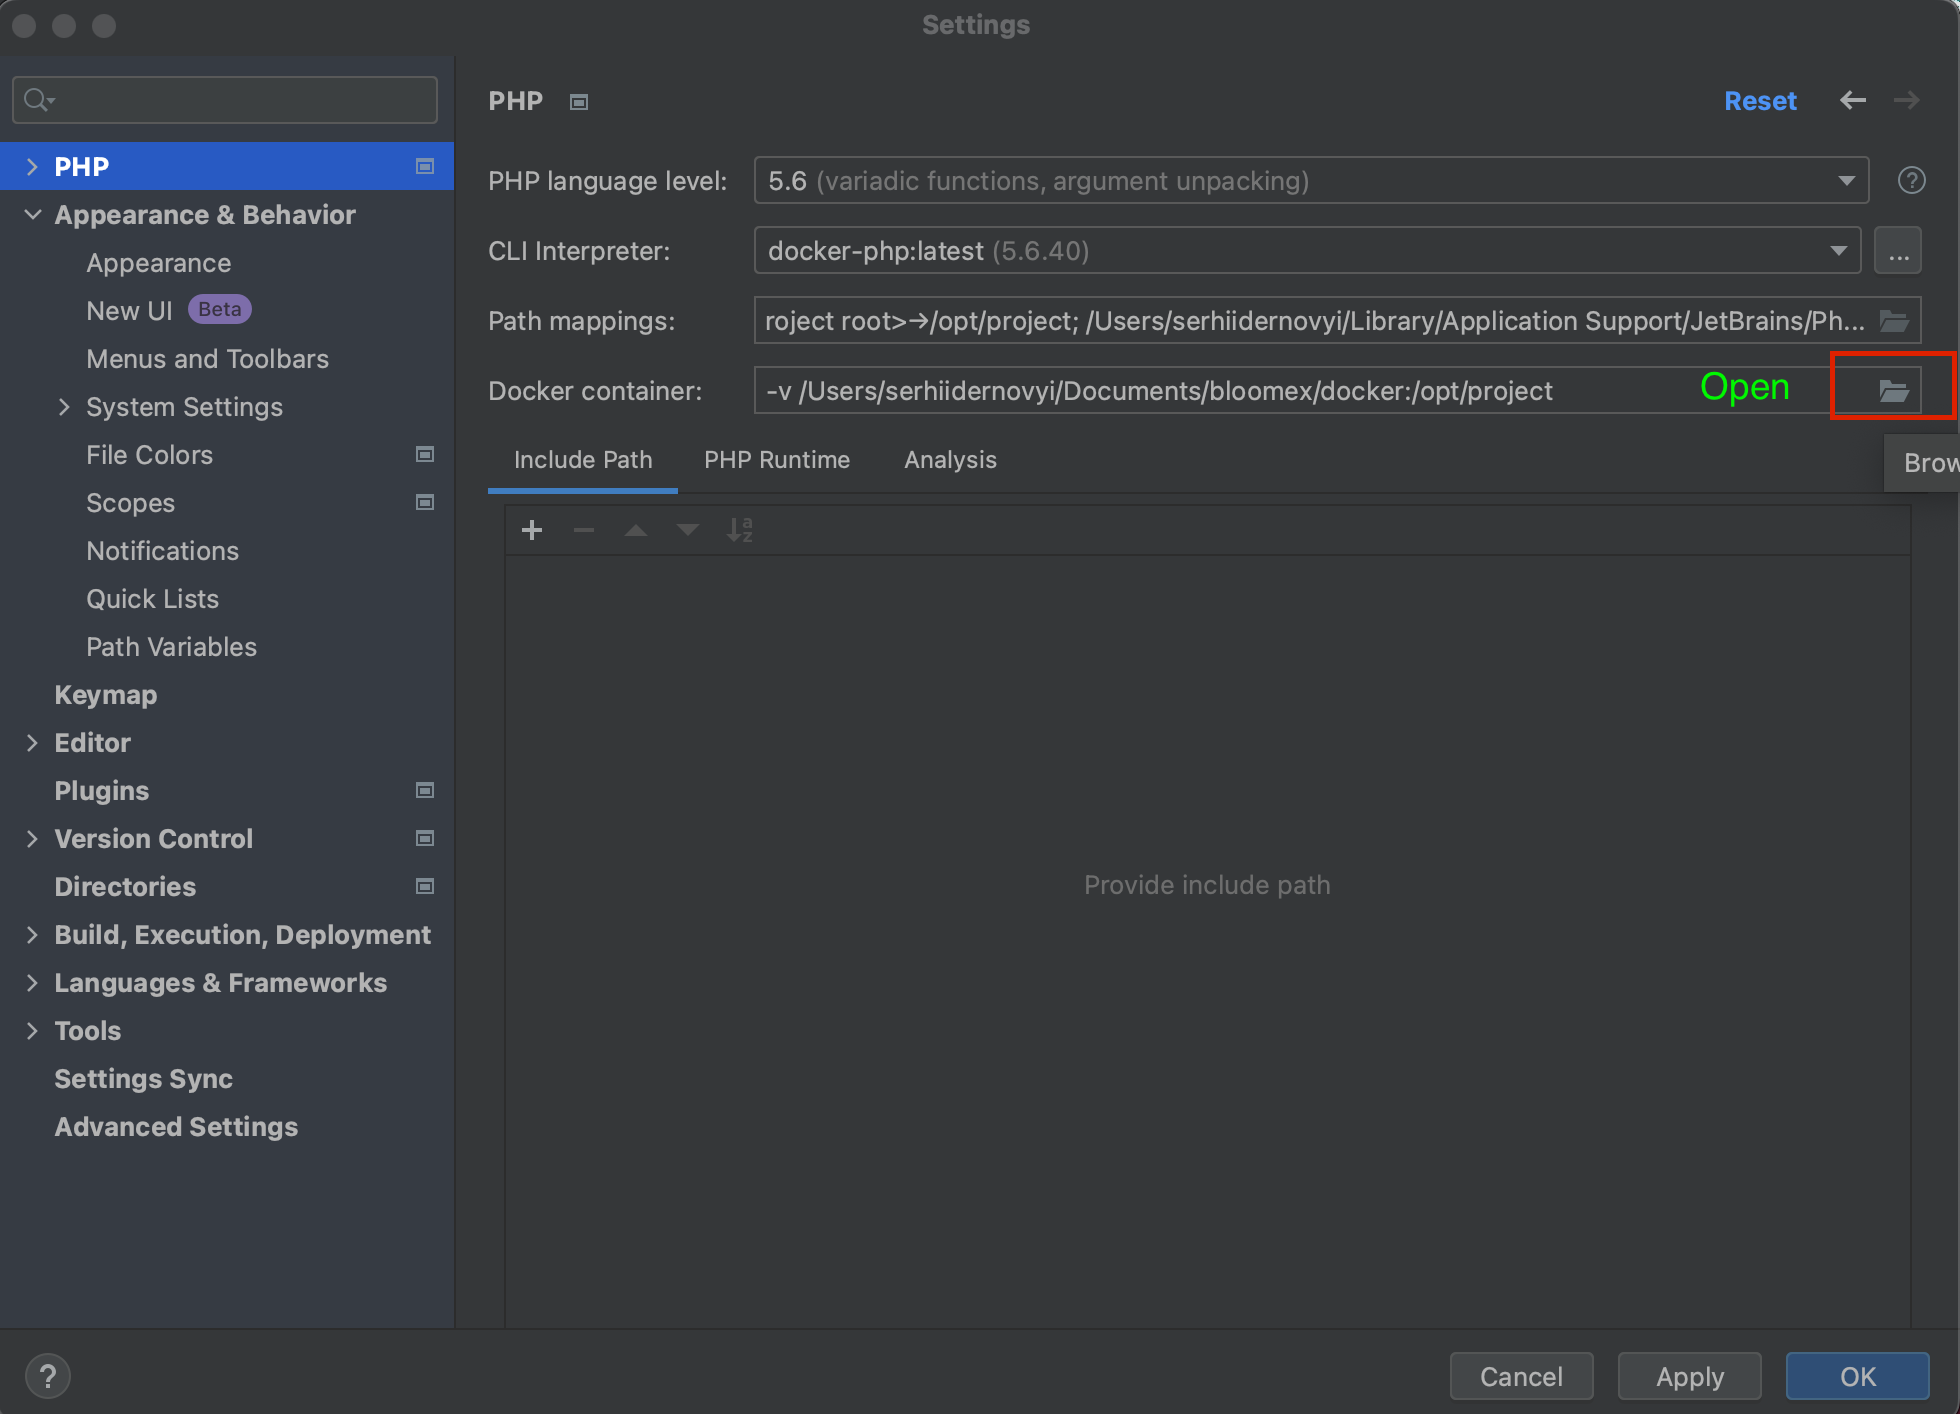 Settings
PHP
Appearance & Behavior
Appearance
New UI Beta
Menus and Toolbars
System Settings
File Colors
Scopes
Notifications
Quick Lists
Path Variables
Keymap
Editor
Plugins
Version Control
Directories
Build, Execution, Deployment
Languages & Frameworks
Tools
Settings Sync
Advanced Settings
PHP
Reset
PHP language level: 5.6 (variadic functions, argument unpacking) ?
CLI Interpreter: docker-php:latest (5.6.40) ...
Path mappings: roject root>→/opt/project; /Users/serhiidernovyi/Library/Application Support/JetBrains/Ph...
Docker container: -v /Users/serhiidernovyi/Documents/bloomex/docker:/opt/project Open
Brow
Include Path PHP Runtime Analysis
Provide include path
? Cancel Apply OK